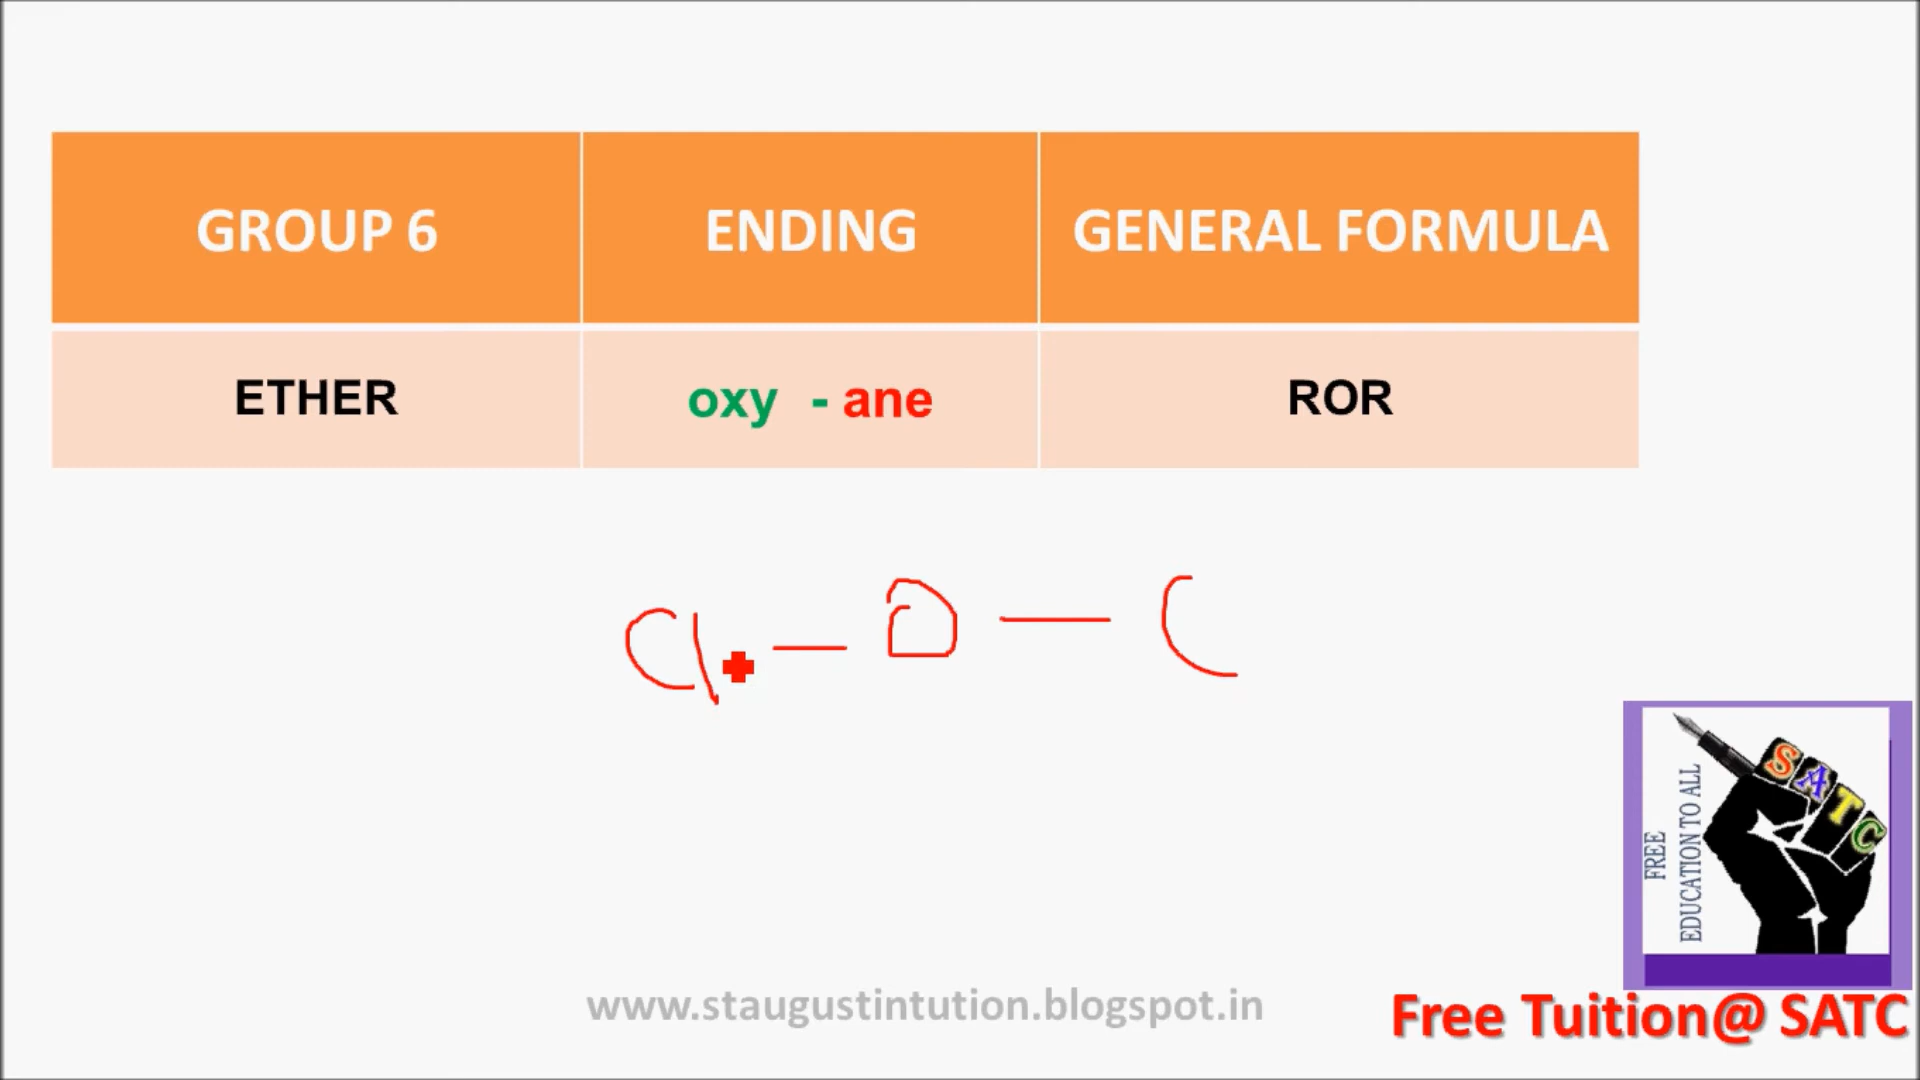 GROUP 6 ENDING GENERAL FORMULA
ETHER oxy - ane ROR
— O — C
SATC
FREE
EDUCATION TO ALL
www.staugustintution.blogspot.in
Free Tuition@ SATC